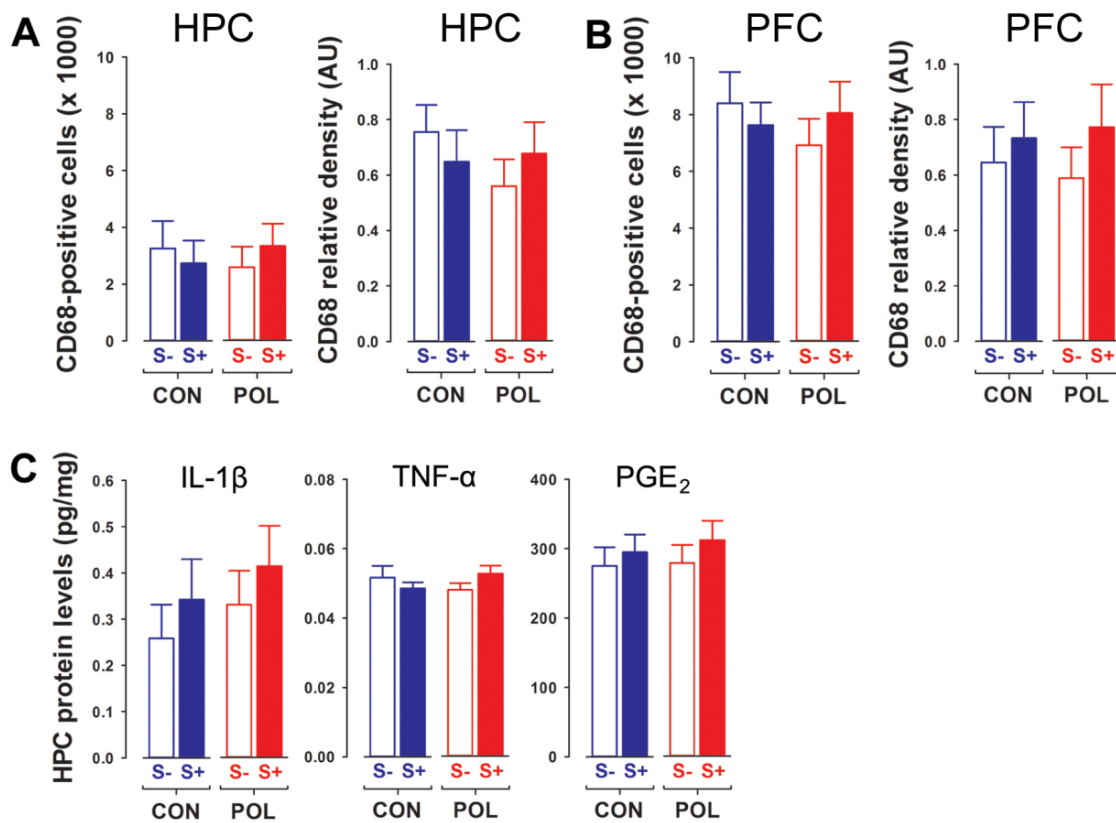 A
HPC
CD68-positive cells (x 1000)
10
8
6
4
2
0
S- S+ S- S+
CON POL
HPC
CD68 relative density (AU)
1.0
0.8
0.6
0.4
0.2
0.0
S- S+ S- S+
CON POL
B
PFC
CD68-positive cells (x 1000)
10
8
6
4
2
0
S- S+ S- S+
CON POL
PFC
CD68 relative density (AU)
1.0
0.8
0.6
0.4
0.2
0.0
S- S+ S- S+
CON POL
C
HPC protein levels (pg/mg)
IL-1β
0.6
0.5
0.4
0.3
0.2
0.1
0.0
S- S+ S- S+
CON POL
TNF-α
0.08
0.06
0.04
0.02
0.00
S- S+ S- S+
CON POL
PGE₂
400
300
200
100
0
S- S+ S- S+
CON POL